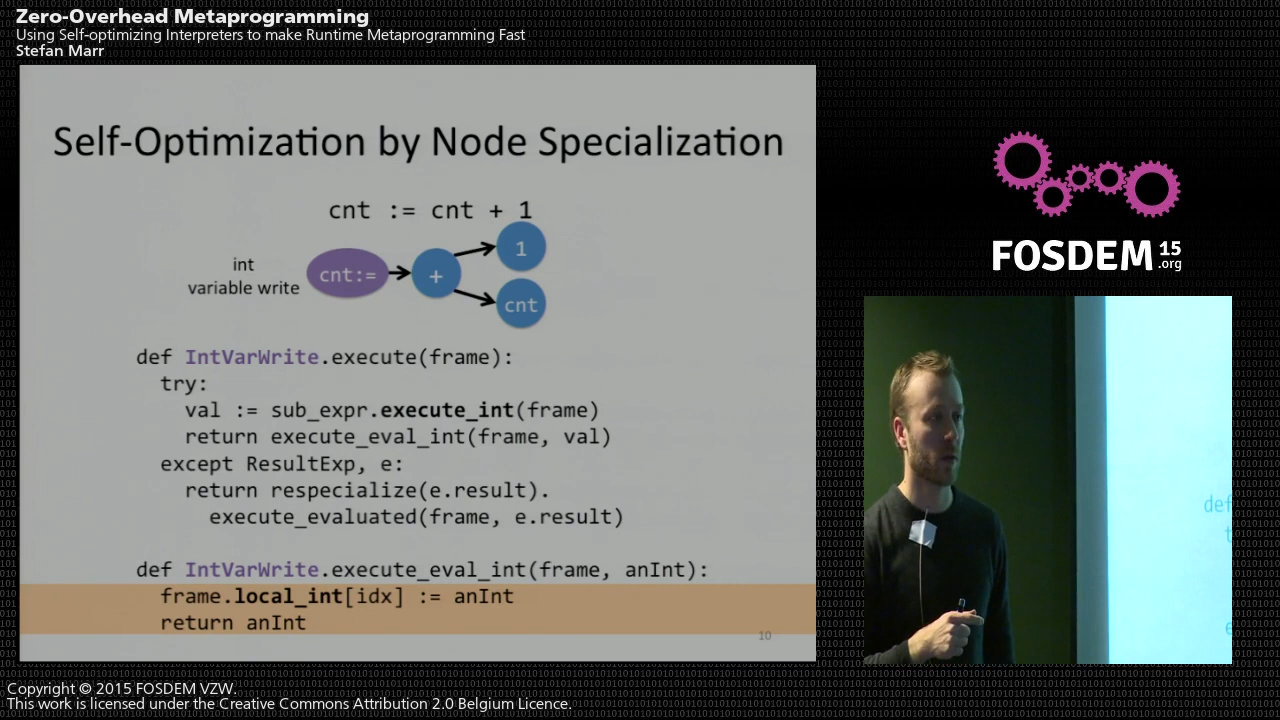 Zero-Overhead Metaprogramming
Using Self-optimizing Interpreters to make Runtime Metaprogramming Fast
Stefan Marr
Self-Optimization by Node Specialization
cnt := cnt + 1
int
variable write
cnt:=
+
1
cnt
def IntVarWrite.execute(frame):
try:
val := sub_expr.execute_int(frame)
return execute_eval_int(frame, val)
except ResultExp, e:
return respecialize(e.result).
execute_evaluated(frame, e.result)
def IntVarWrite.execute_eval_int(frame, anInt):
frame.local_int[idx] := anInt
return anInt
10
FOSDEM 15
.org
def
t
e
Copyright © 2015 FOSDEM VZW.
This work is licensed under the Creative Commons Attribution 2.0 Belgium Licence.